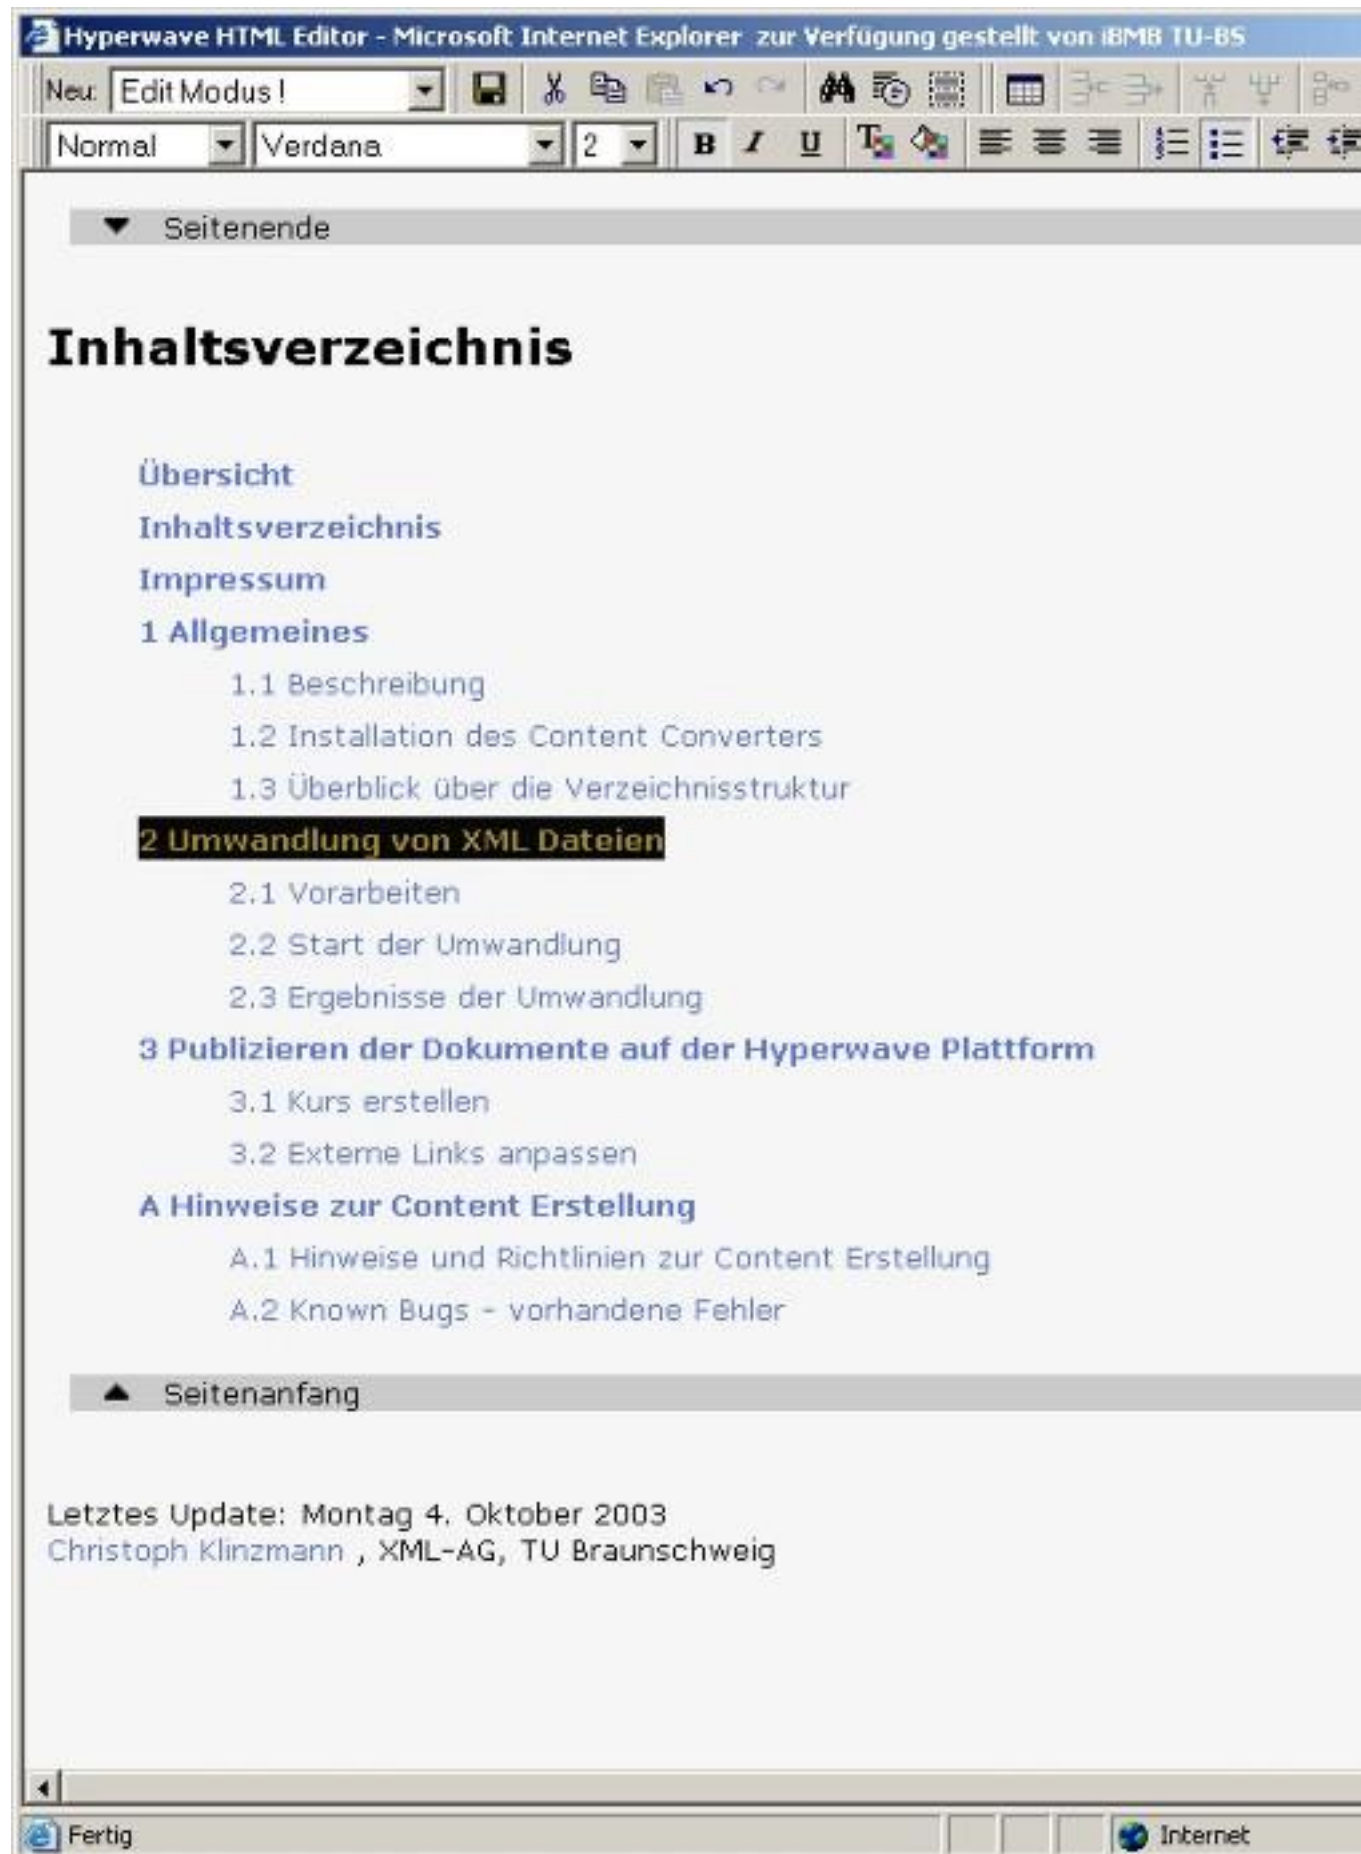 Hyperwave HTML Editor - Microsoft Internet Explorer zur Verfügung gestellt von iBMB TU-BS
Neu: Edit Modus !
Normal Verdana 2 B I U
Seitenende
Inhaltsverzeichnis
Übersicht
Inhaltsverzeichnis
Impressum
1 Allgemeines
1.1 Beschreibung
1.2 Installation des Content Converters
1.3 Überblick über die Verzeichnisstruktur
2 Umwandlung von XML Dateien
2.1 Vorarbeiten
2.2 Start der Umwandlung
2.3 Ergebnisse der Umwandlung
3 Publizieren der Dokumente auf der Hyperwave Plattform
3.1 Kurs erstellen
3.2 Externe Links anpassen
A Hinweise zur Content Erstellung
A.1 Hinweise und Richtlinien zur Content Erstellung
A.2 Known Bugs - vorhandene Fehler
Seitenanfang
Letztes Update: Montag 4. Oktober 2003
Christoph Klinzmann , XML-AG, TU Braunschweig
Fertig Internet